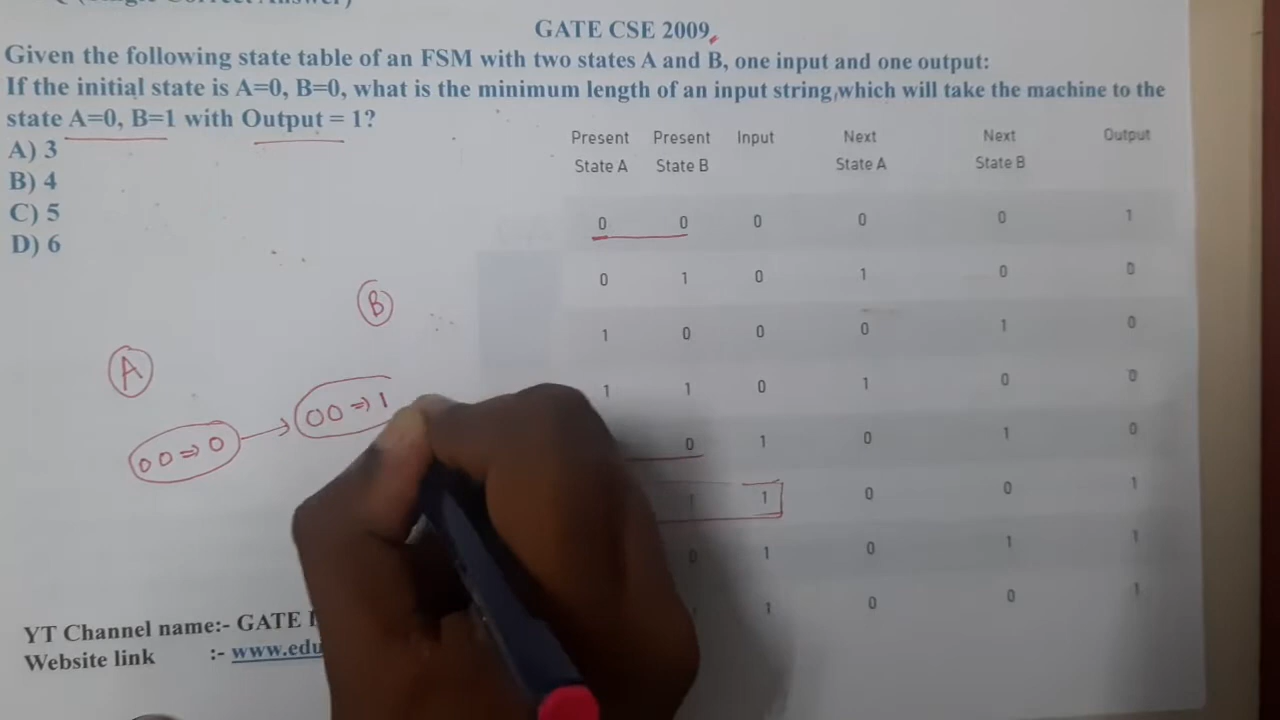 GATE CSE 2009
Given the following state table of an FSM with two states A and B, one input and one output:
If the initial state is A=0, B=0, what is the minimum length of an input string,which will take the machine to the
state A=0, B=1 with Output = 1?
A) 3
B) 4
C) 5
D) 6
Present State A Present State B Input Next State A Next State B Output
0 0 0 0 0 1
0 1 0 1 0 0
1 0 0 0 1 0
1 1 0 1 0 0
0 1 0 1 0
1 1 0 0 1
0 1 0 1 1
1 0 0 1
A
B
00 ⇒ 0 → 00 ⇒ 1
YT Channel name:- GATE
Website link :- www.edu